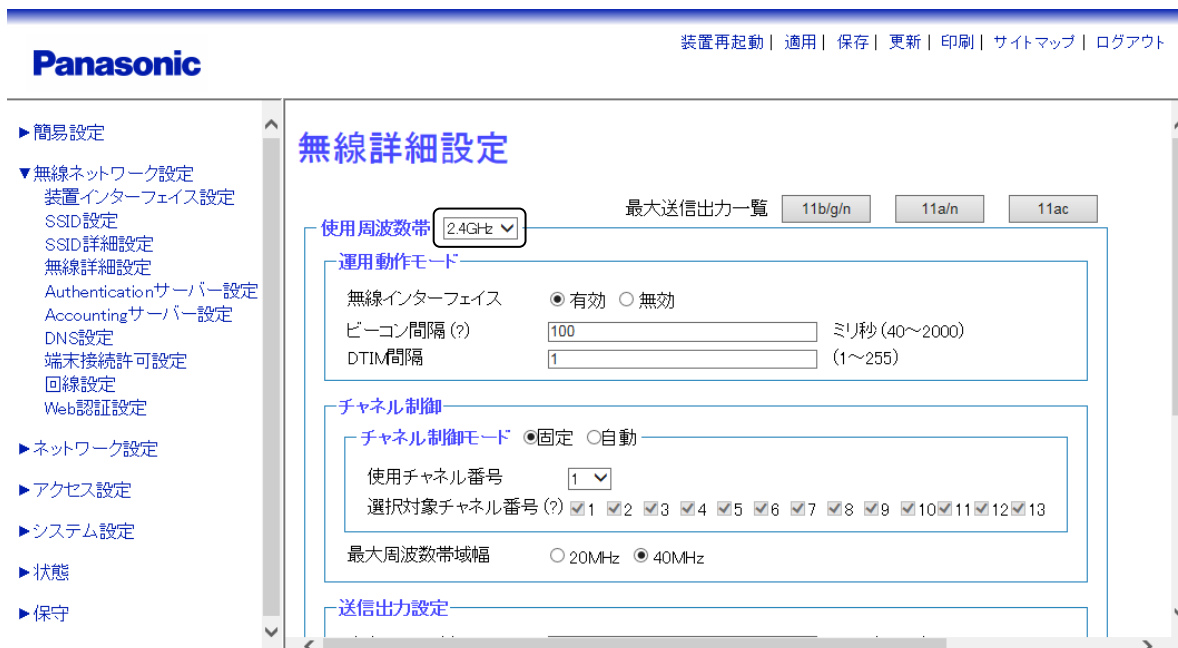 装置再起動| 適用| 保存| 更新| 印刷| サイトマップ| ログアウト
Panasonic
▶簡易設定
▼無線ネットワーク設定
装置インターフェイス設定
SSID設定
SSID詳細設定
無線詳細設定
Authenticationサーバー設定
Accountingサーバー設定
DNS設定
端末接続許可設定
回線設定
Web認証設定
▶ネットワーク設定
▶アクセス設定
▶システム設定
▶状態
▶保守
無線詳細設定
最大送信出力一覧 11b/g/n 11a/n 11ac
使用周波数帯 2.4GHz
運用動作モード
無線インターフェイス 有効 無効
ビーコン間隔(?) 100 ミリ秒(40～2000)
DTIM間隔 1 (1～255)
チャネル制御
チャネル制御モード 固定 自動
使用チャネル番号 1
選択対象チャネル番号(?) 1 2 3 4 5 6 7 8 9 10 11 12 13
最大周波数帯域幅 20MHz 40MHz
送信出力設定